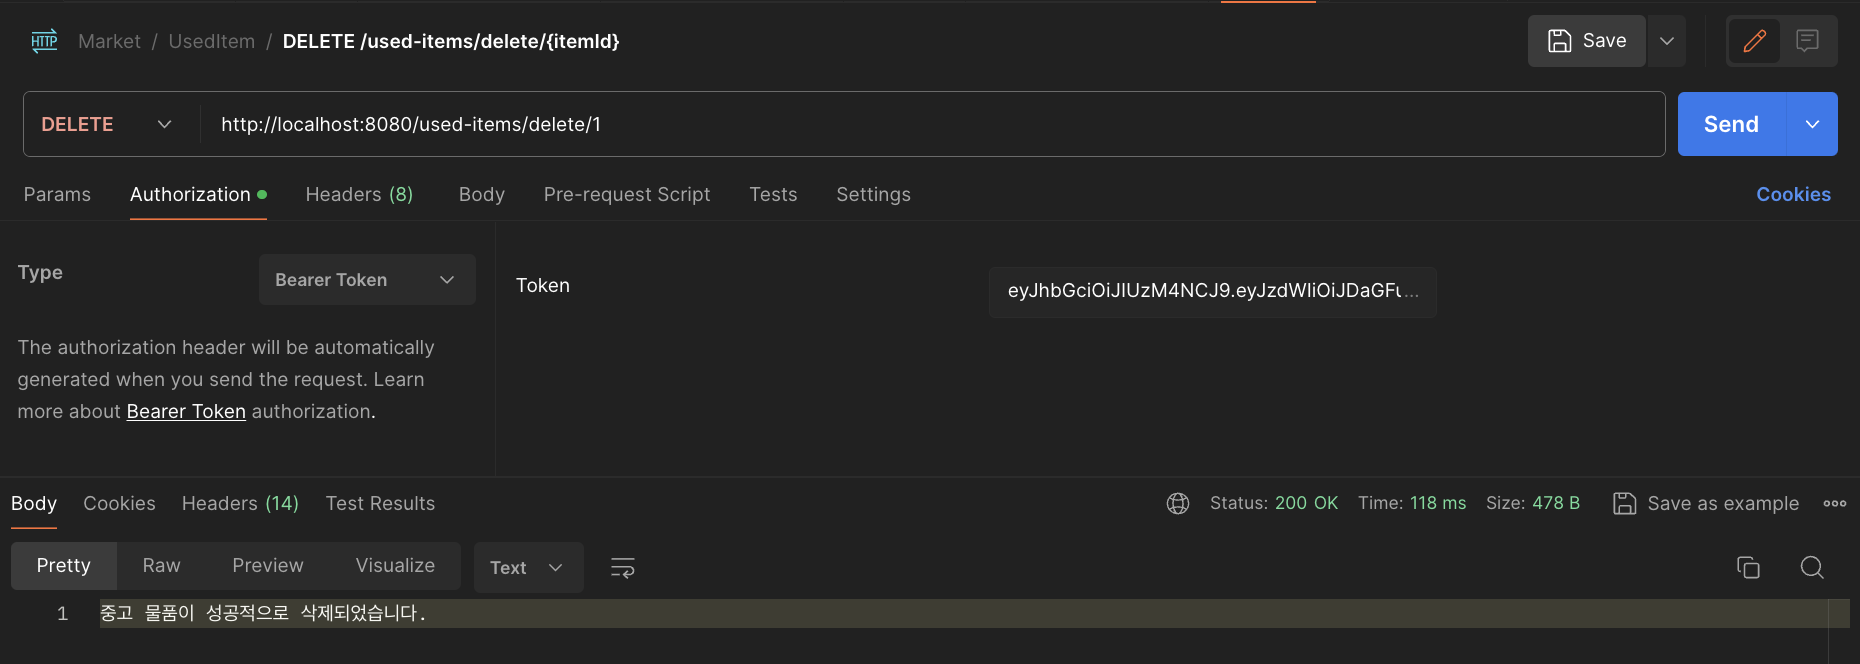 HTTP Market / UsedItem / DELETE /used-items/delete/{itemId} Save
DELETE http://localhost:8080/used-items/delete/1 Send
Params Authorization Headers (8) Body Pre-request Script Tests Settings Cookies
Type Bearer Token
Token eyJhbGciOiJIUzM4NCJ9.eyJzdWIiOiJDaGFu...
The authorization header will be automatically
generated when you send the request. Learn
more about Bearer Token authorization.
Body Cookies Headers (14) Test Results Status: 200 OK Time: 118 ms Size: 478 B Save as example
Pretty Raw Preview Visualize Text
1 중고 물품이 성공적으로 삭제되었습니다.